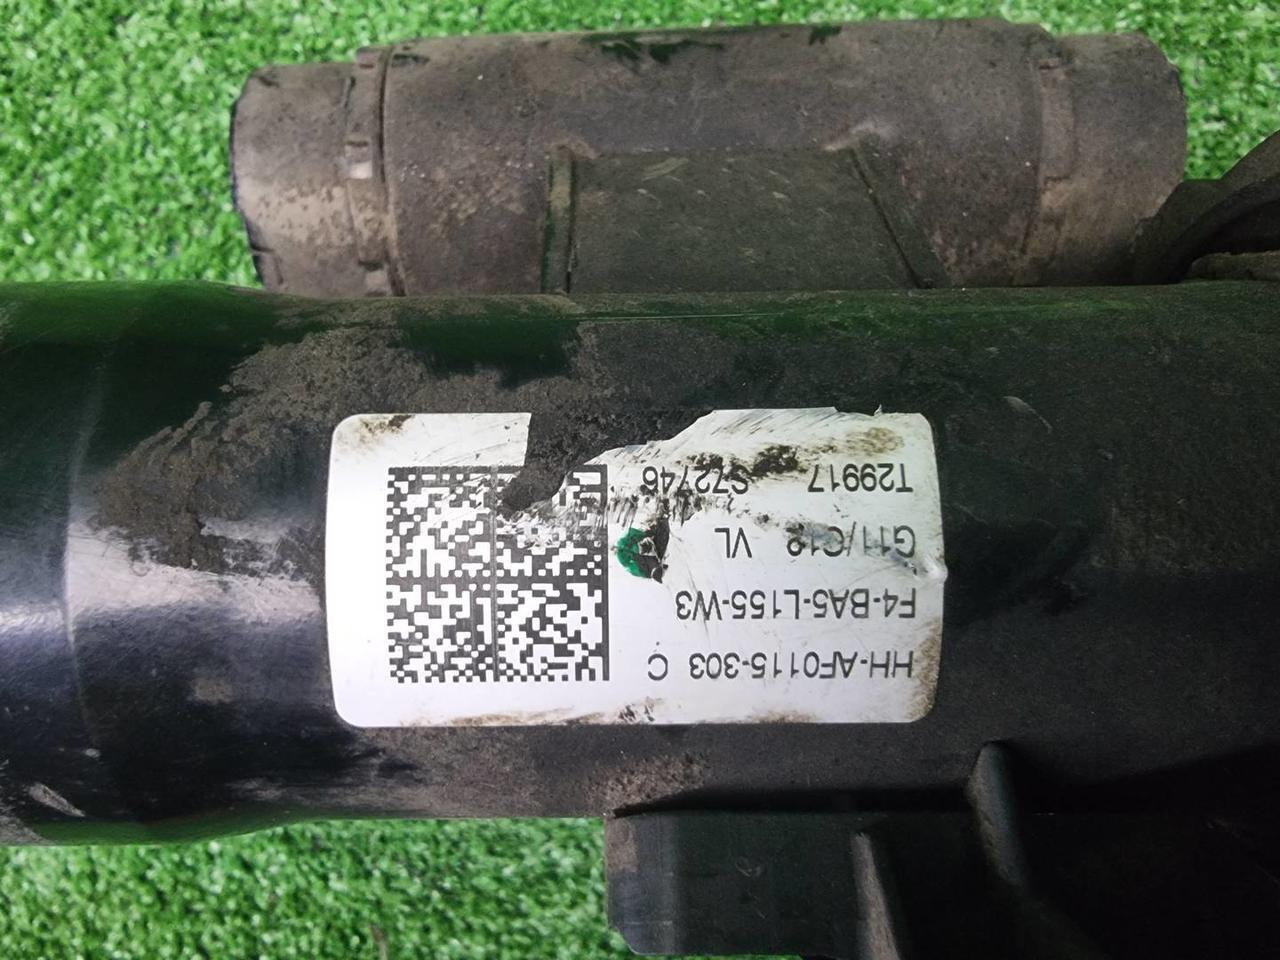 HH-AF0115-303 C
F4-BA5-L155-W3
G11/C12 VL
T29917 S72746